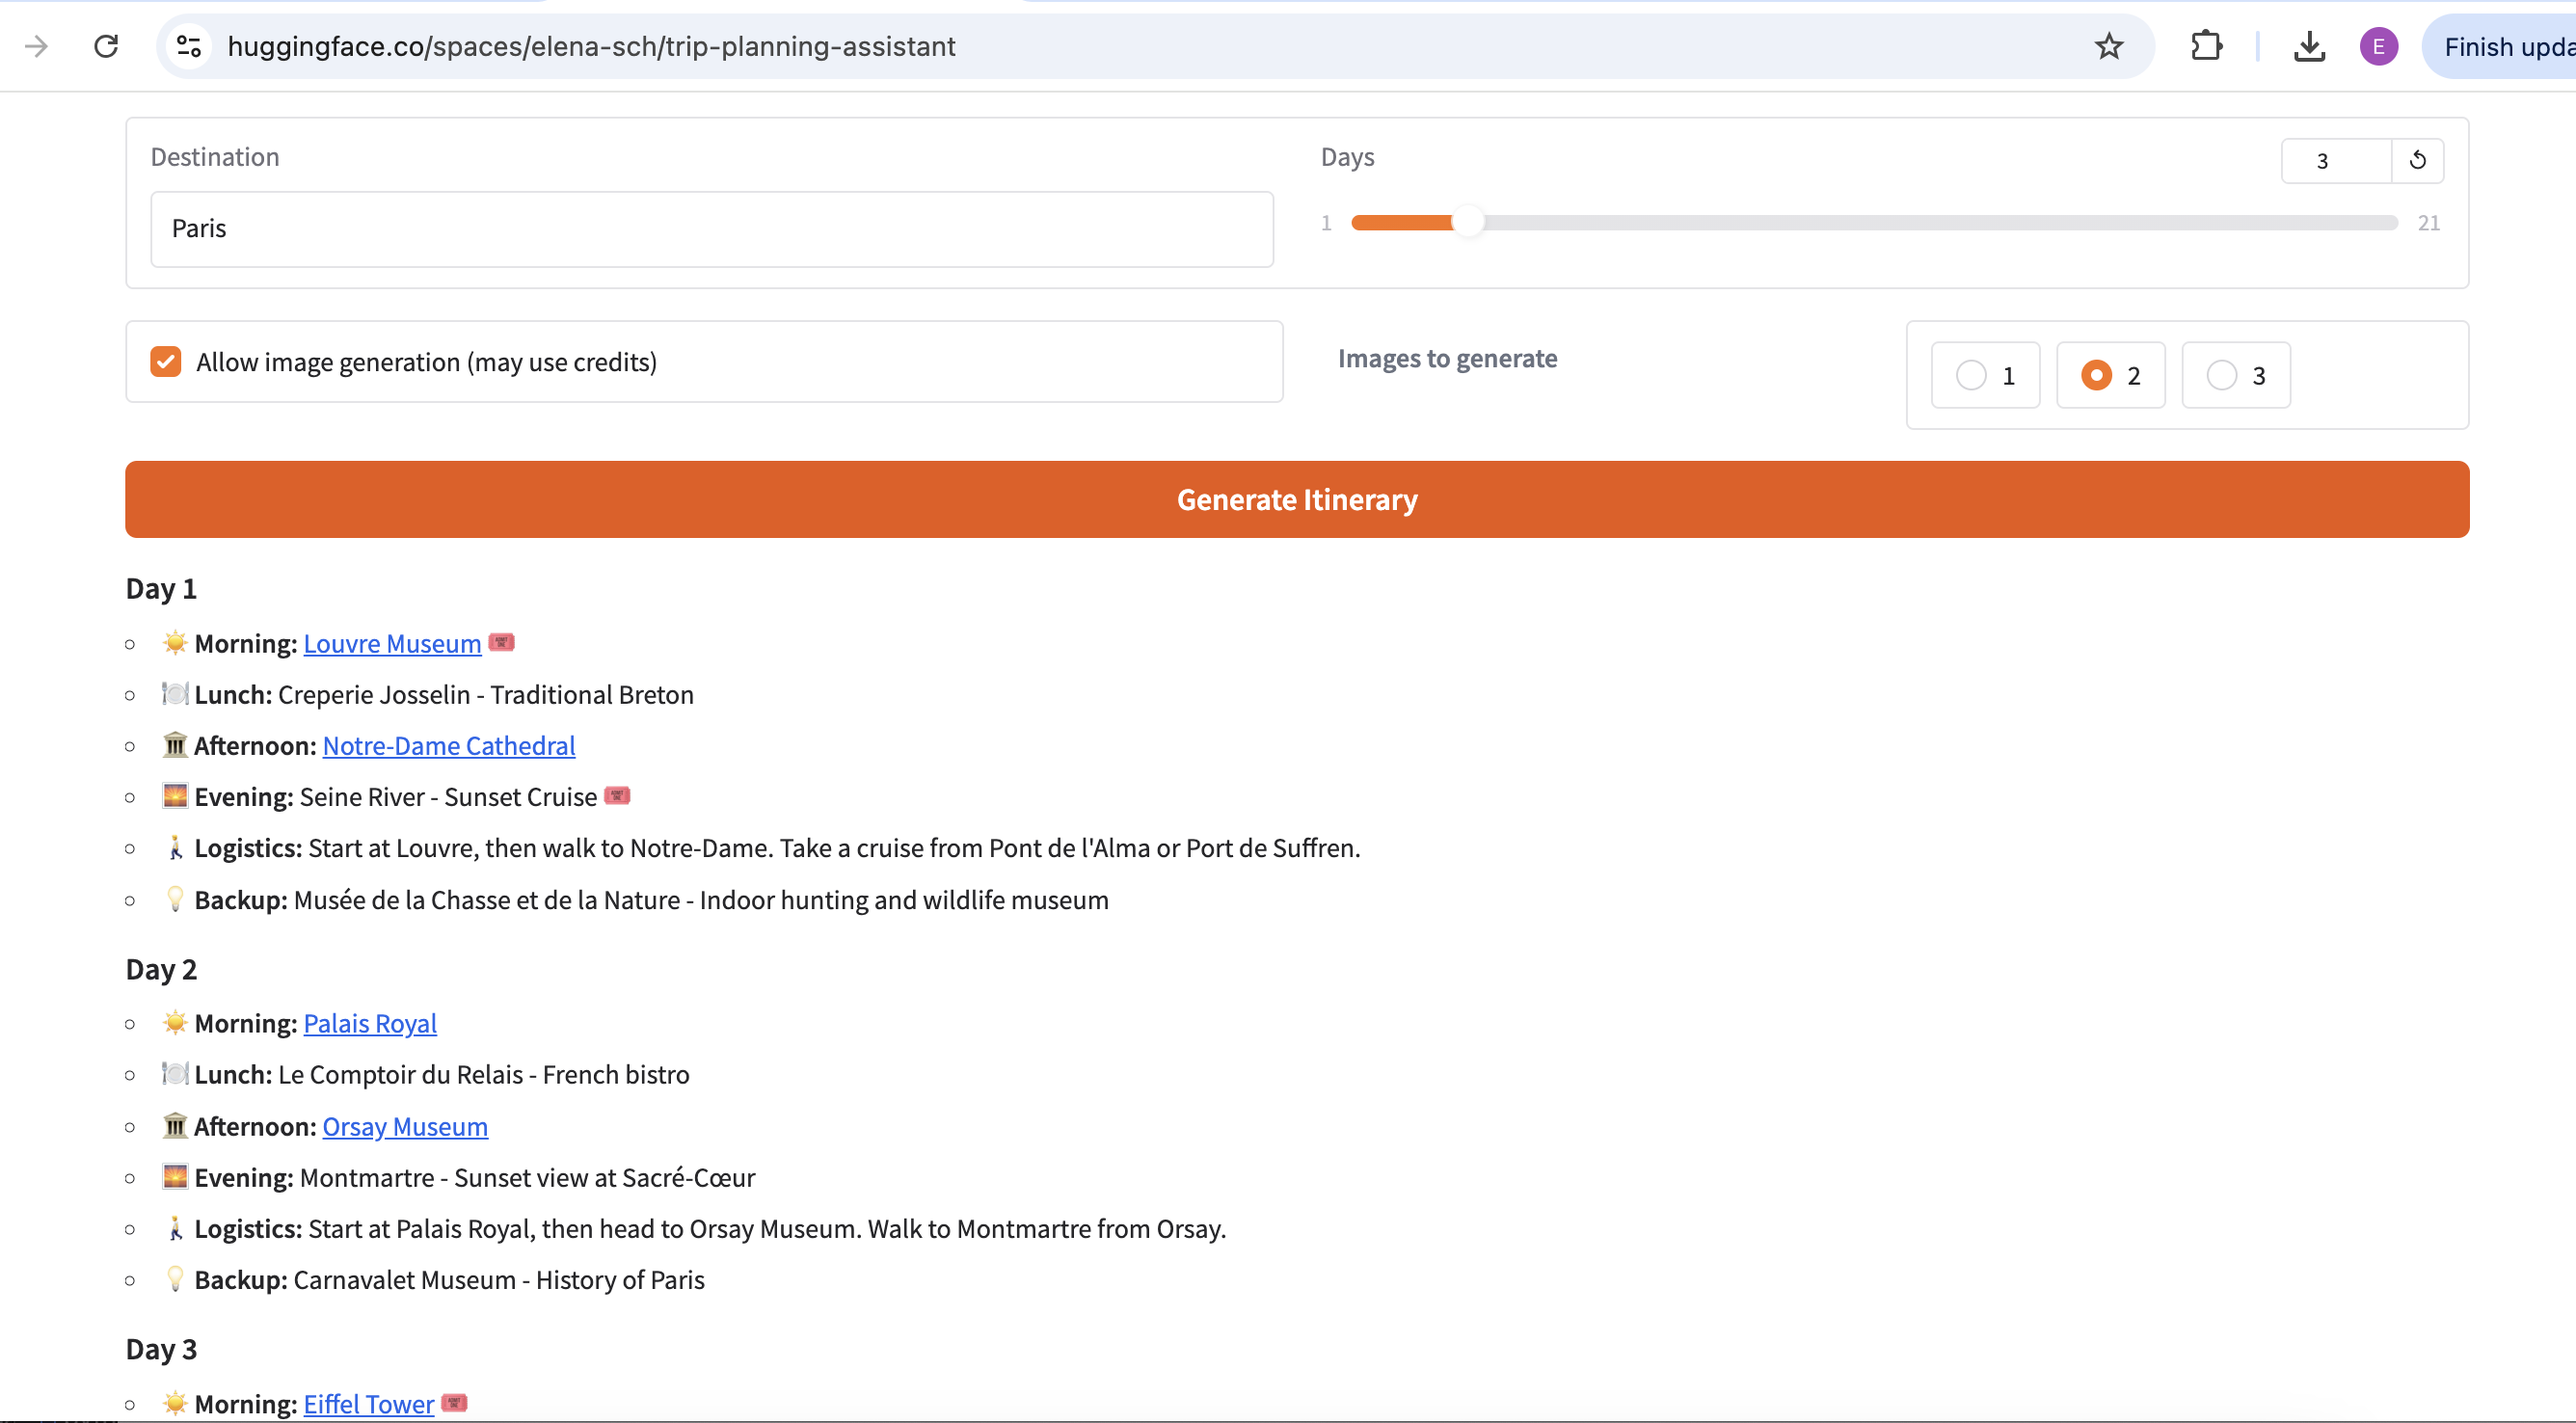 huggingface.co/spaces/elena-sch/trip-planning-assistant
E
Finish upda
Destination
Days
3
Paris
1
21
Allow image generation (may use credits)
Images to generate
1
2
3
Generate Itinerary
Day 1
Morning: Louvre Museum
Lunch: Creperie Josselin - Traditional Breton
Afternoon: Notre-Dame Cathedral
Evening: Seine River - Sunset Cruise
Logistics: Start at Louvre, then walk to Notre-Dame. Take a cruise from Pont de l'Alma or Port de Suffren.
Backup: Musée de la Chasse et de la Nature - Indoor hunting and wildlife museum
Day 2
Morning: Palais Royal
Lunch: Le Comptoir du Relais - French bistro
Afternoon: Orsay Museum
Evening: Montmartre - Sunset view at Sacré-Cœur
Logistics: Start at Palais Royal, then head to Orsay Museum. Walk to Montmartre from Orsay.
Backup: Carnavalet Museum - History of Paris
Day 3
Morning: Eiffel Tower